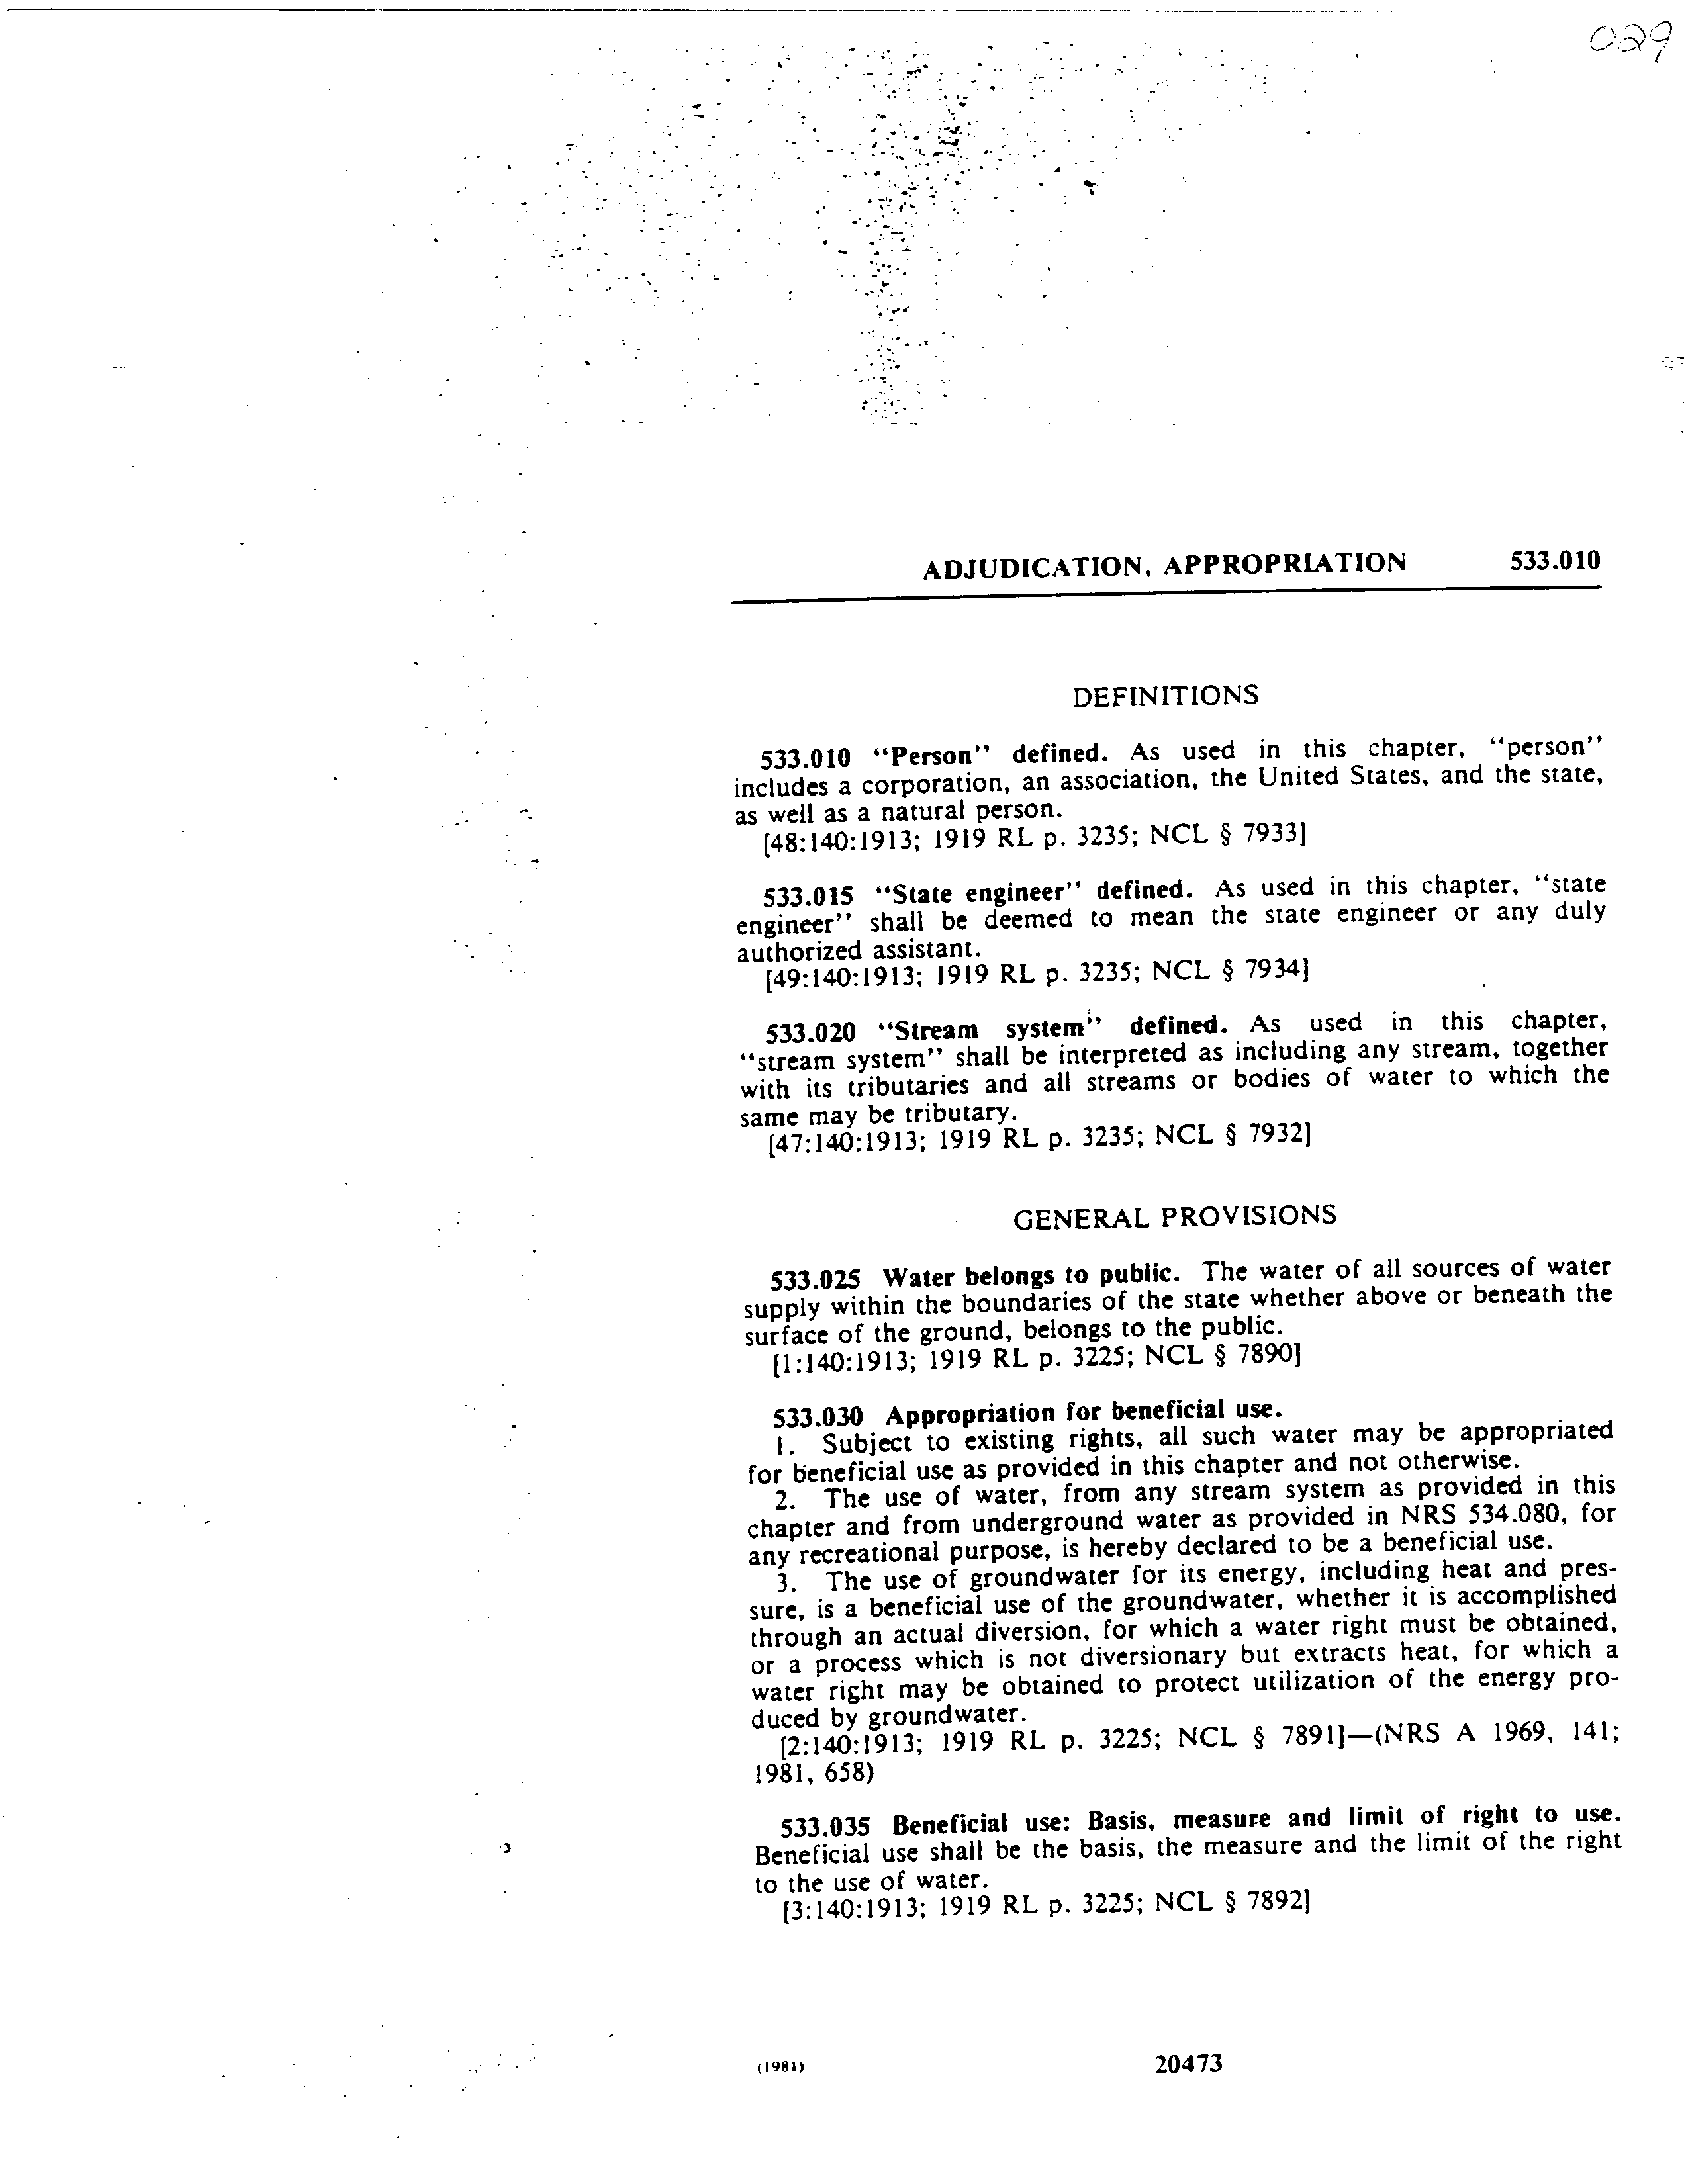 029
ADJUDICATION, APPROPRIATION 533.010
DEFINITIONS
533.010 “Person” defined. As used in this chapter, “person”
includes a corporation, an association, the United States, and the state,
as well as a natural person.
[48:140:1913; 1919 RL p. 3235; NCL § 7933]
533.015 “State engineer” defined. As used in this chapter, “state
engineer” shall be deemed to mean the state engineer or any duly
authorized assistant.
[49:140:1913; 1919 RL p. 3235; NCL § 7934]
533.020 “Stream system” defined. As used in this chapter,
“stream system” shall be interpreted as including any stream, together
with its tributaries and all streams or bodies of water to which the
same may be tributary.
[47:140:1913; 1919 RL p. 3235; NCL § 7932]
GENERAL PROVISIONS
533.025 Water belongs to public. The water of all sources of water
supply within the boundaries of the state whether above or beneath the
surface of the ground, belongs to the public.
[1:140:1913; 1919 RL p. 3225; NCL § 7890]
533.030 Appropriation for beneficial use.
1. Subject to existing rights, all such water may be appropriated
for beneficial use as provided in this chapter and not otherwise.
2. The use of water, from any stream system as provided in this
chapter and from underground water as provided in NRS 534.080, for
any recreational purpose, is hereby declared to be a beneficial use.
3. The use of groundwater for its energy, including heat and pres-
sure, is a beneficial use of the groundwater, whether it is accomplished
through an actual diversion, for which a water right must be obtained,
or a process which is not diversionary but extracts heat, for which a
water right may be obtained to protect utilization of the energy pro-
duced by groundwater.
[2:140:1913; 1919 RL p. 3225; NCL § 7891]—(NRS A 1969, 141;
1981, 658)
533.035 Beneficial use: Basis, measure and limit of right to use.
Beneficial use shall be the basis, the measure and the limit of the right
to the use of water.
[3:140:1913; 1919 RL p. 3225; NCL § 7892]
(1981) 20473